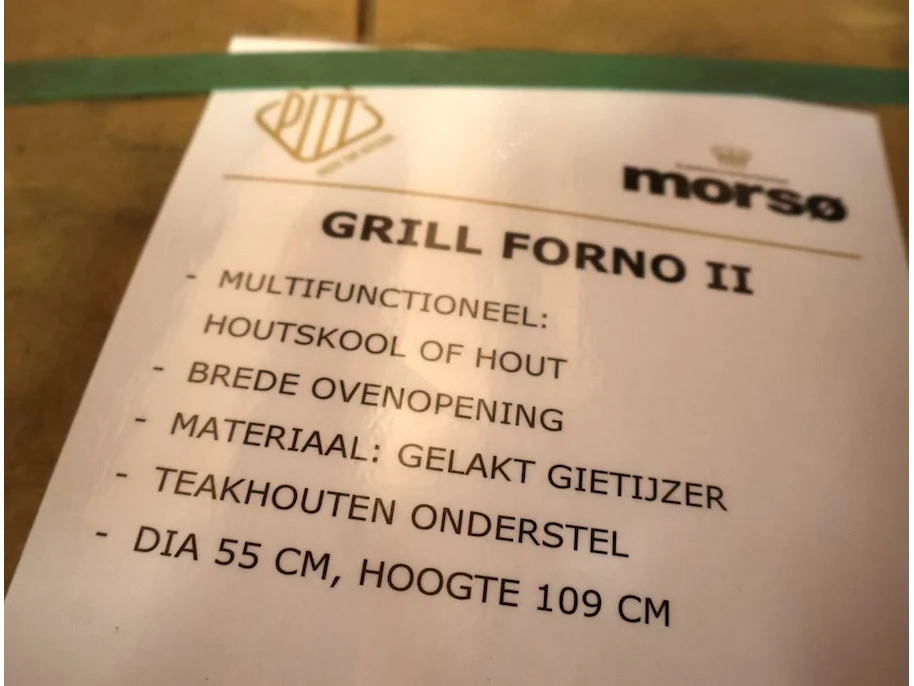 PITT
morsø
GRILL FORNO II
- MULTIFUNCTIONEEL:
HOUTSKOOL OF HOUT
- BREDE OVENOPENING
- MATERIAAL: GELAKT GIETIJZER
- TEAKHOUTEN ONDERSTEL
- DIA 55 CM, HOOGTE 109 CM